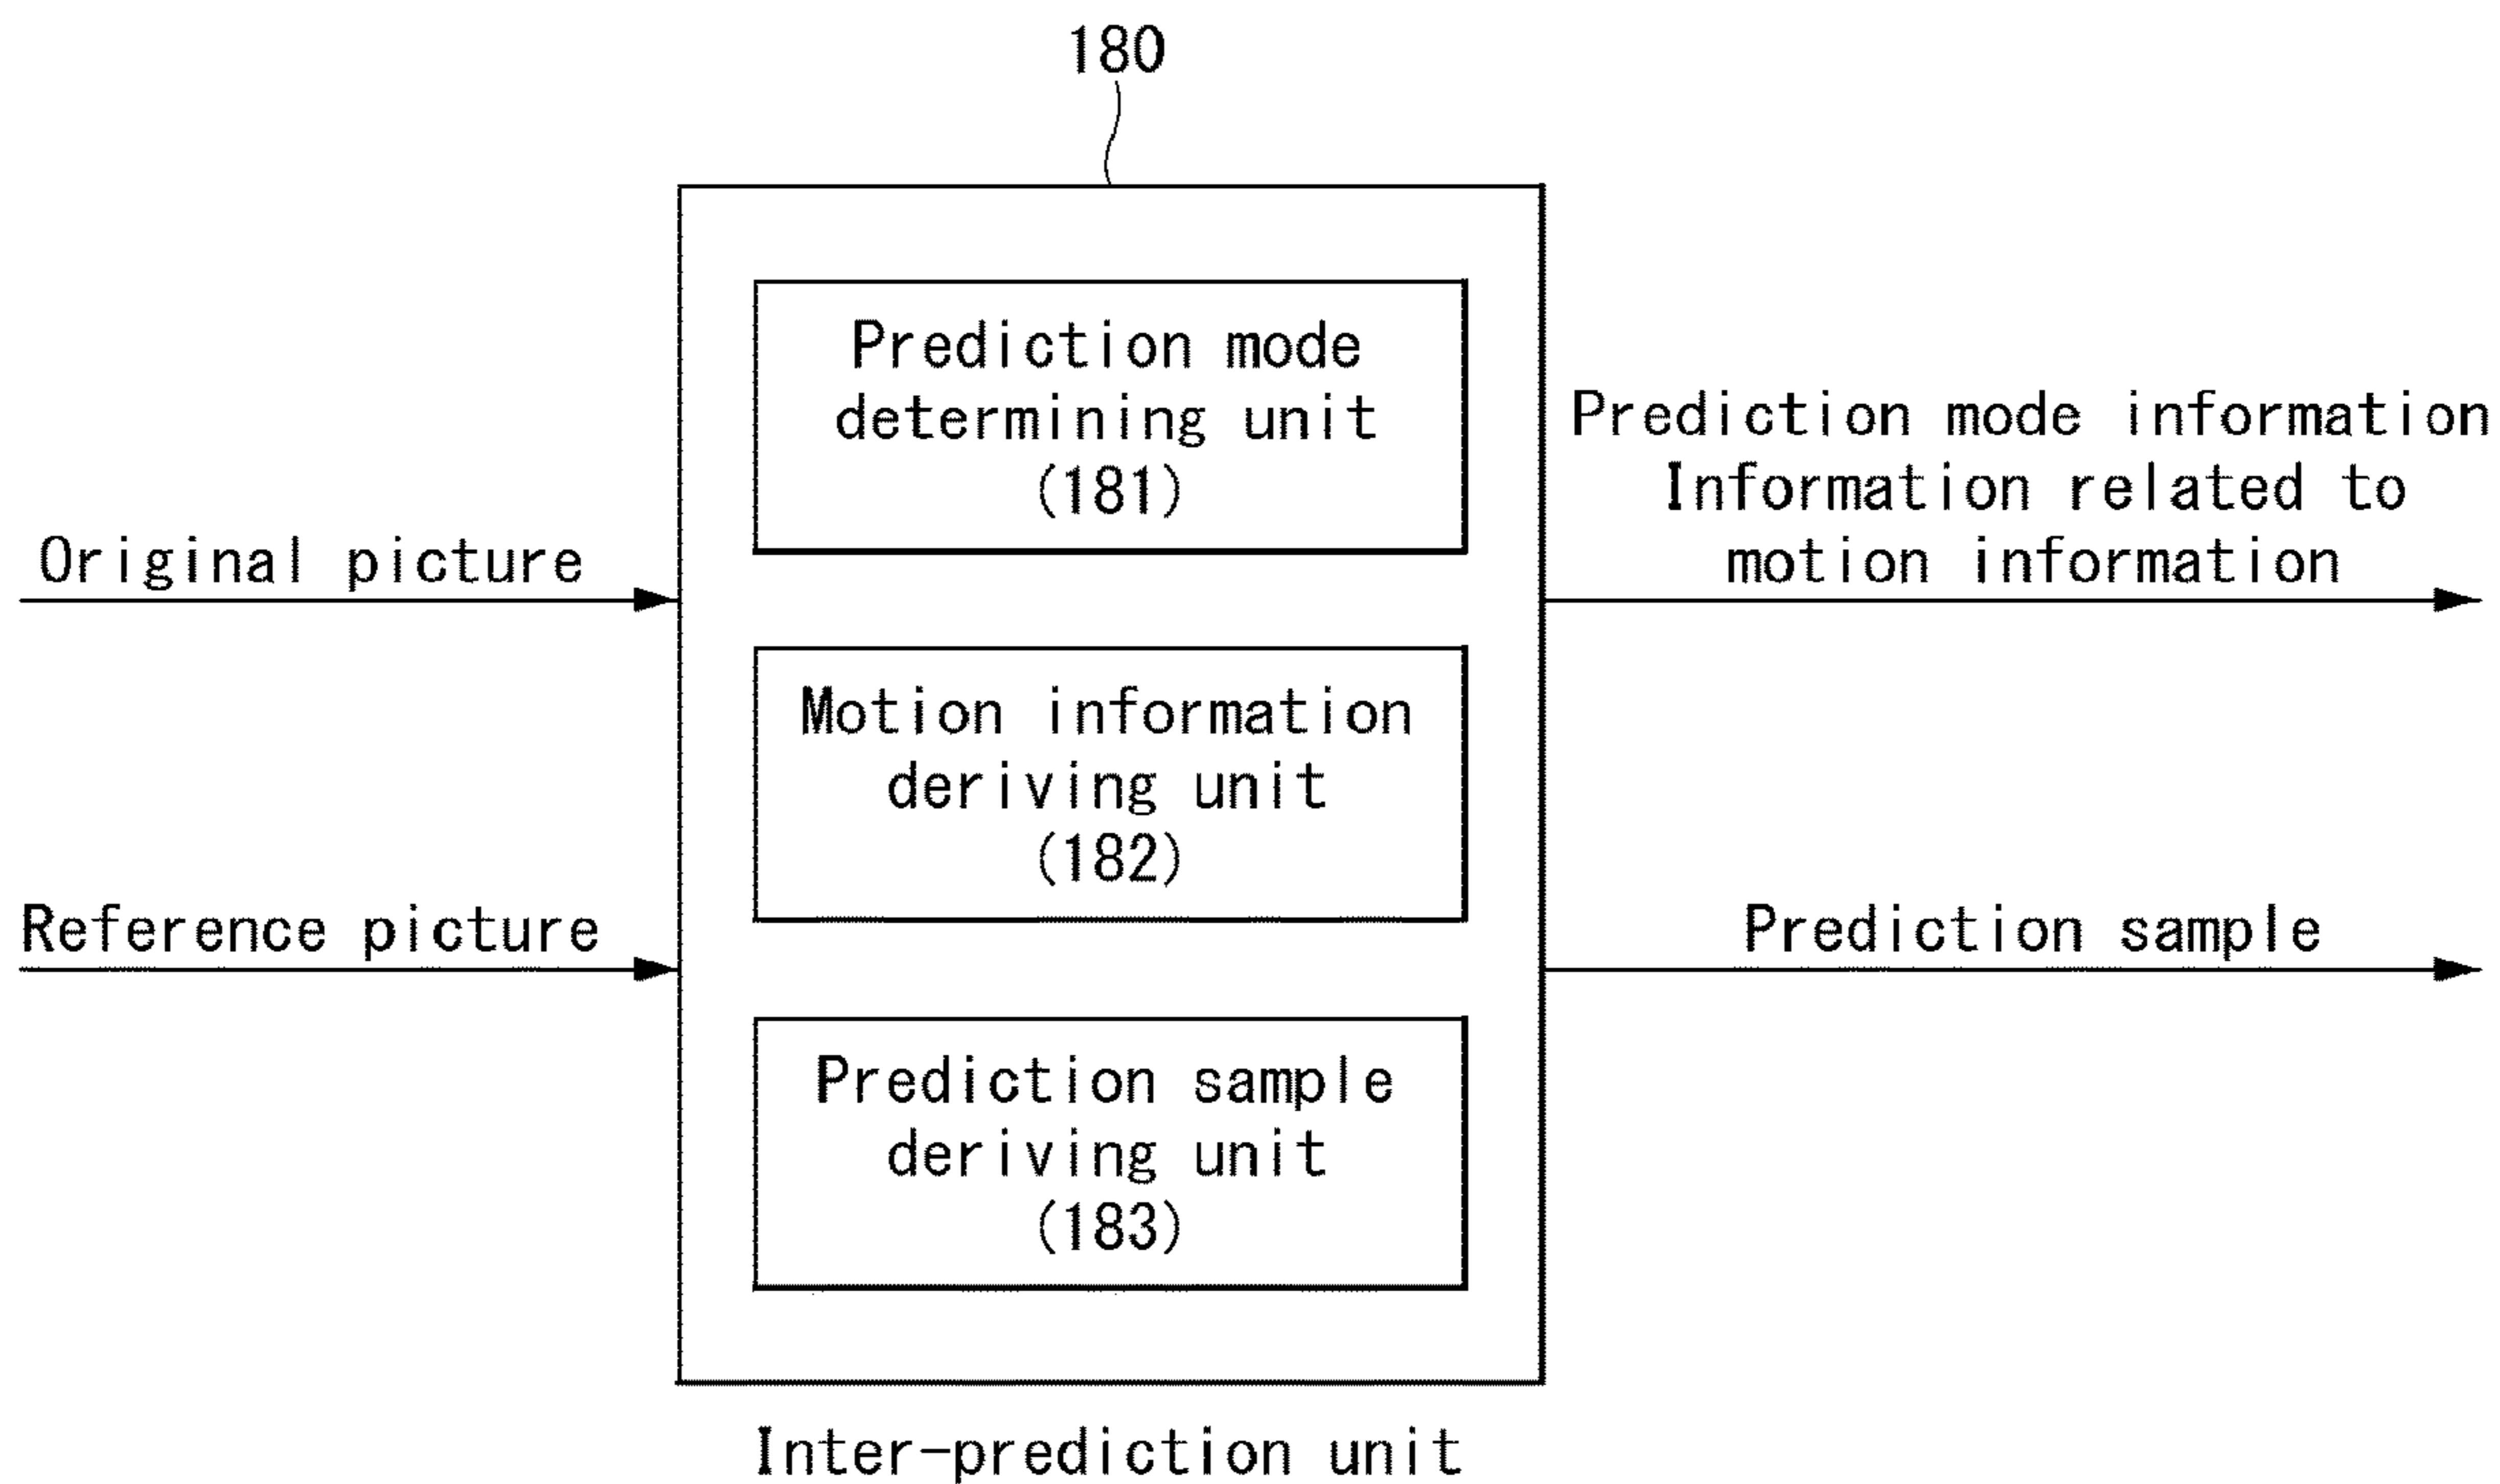 180
Prediction mode
determining unit
(181)
Original picture
Prediction mode information
Information related to
motion information
Motion information
deriving unit
(182)
Reference picture
Prediction sample
Prediction sample
deriving unit
(183)
Inter-prediction unit